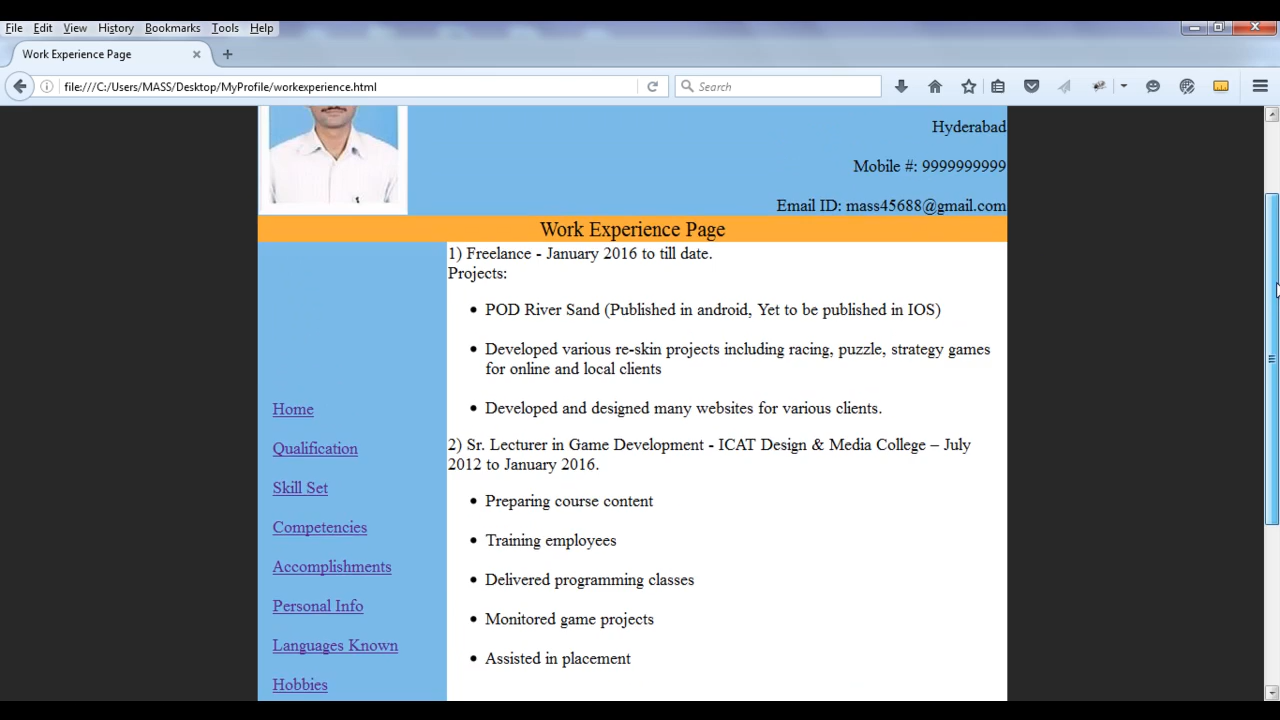 File Edit View History Bookmarks Tools Help
Work Experience Page
file:///C:/Users/MASS/Desktop/MyProfile/workexperience.html
Search
Hyderabad
Mobile #: 9999999999
Email ID: mass45688@gmail.com
Work Experience Page
1) Freelance - January 2016 to till date.
Projects:
POD River Sand (Published in android, Yet to be published in IOS)
Developed various re-skin projects including racing, puzzle, strategy games
for online and local clients
Developed and designed many websites for various clients.
2) Sr. Lecturer in Game Development - ICAT Design & Media College – July
2012 to January 2016.
Preparing course content
Training employees
Delivered programming classes
Monitored game projects
Assisted in placement
Home
Qualification
Skill Set
Competencies
Accomplishments
Personal Info
Languages Known
Hobbies